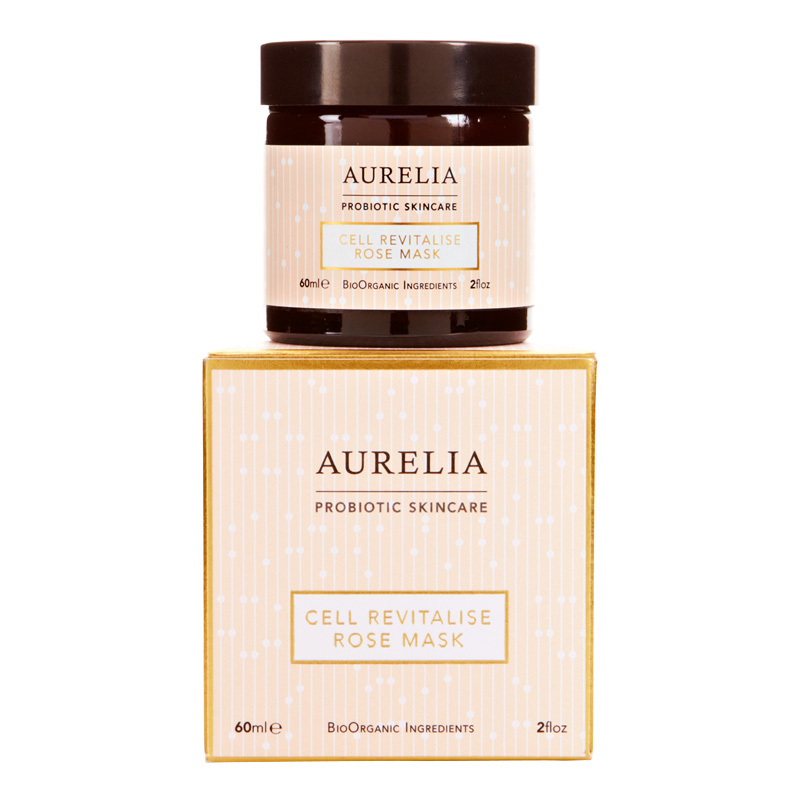 AURELIA
PROBIOTIC SKINCARE
CELL REVITALISE
ROSE MASK
60ml℮ BIOORGANIC INGREDIENTS 2floz
AURELIA
PROBIOTIC SKINCARE
CELL REVITALISE
ROSE MASK
60ml℮ BIOORGANIC INGREDIENTS 2floz